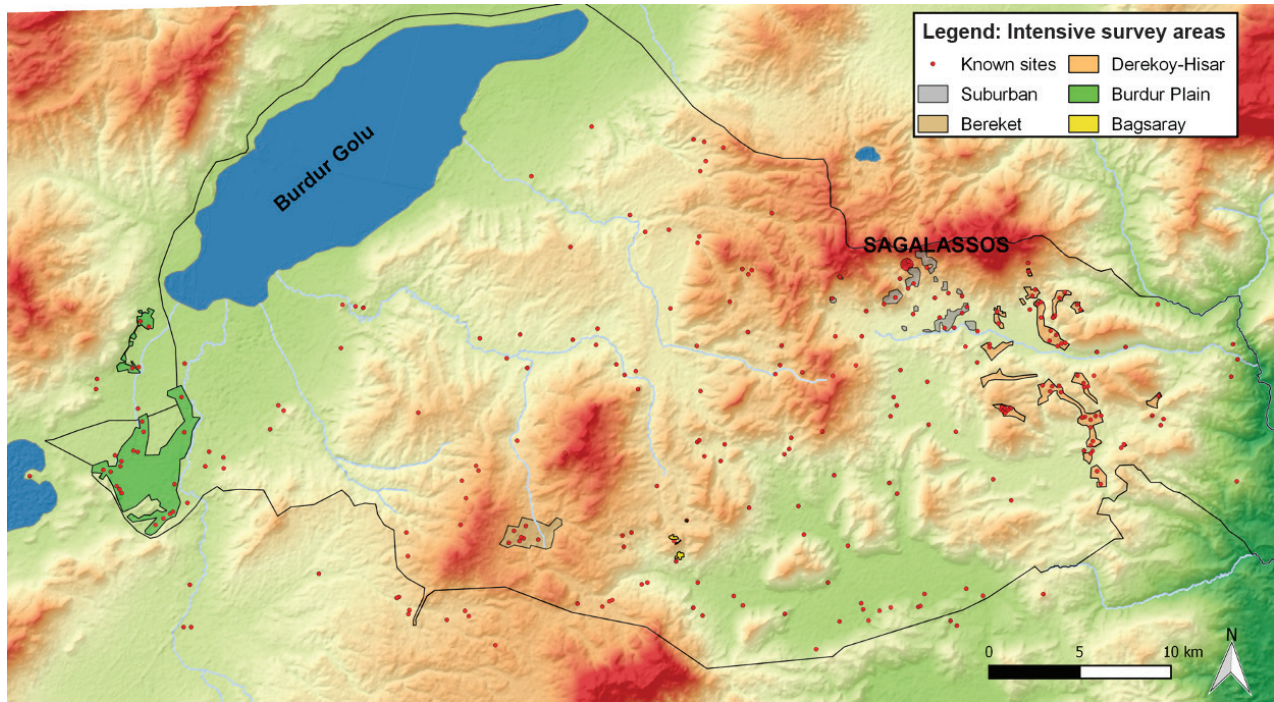 Legend: Intensive survey areas
Known sites
Derekoy-Hisar
Suburban
Burdur Plain
Bereket
Bagsaray
Burdur Golu
SAGALASSOS
N
0 5 10 km